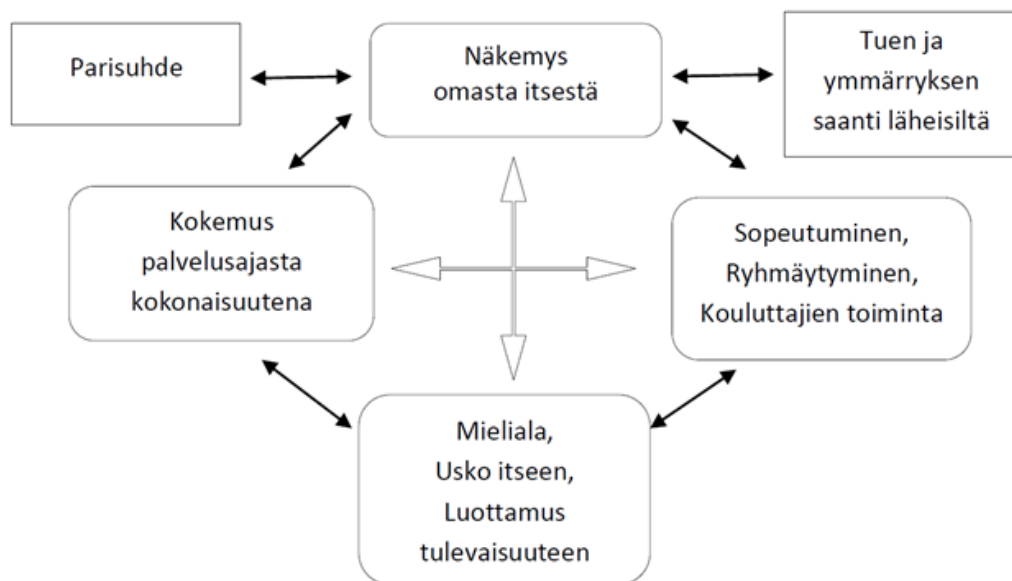 Parisuhde
Näkemys
omasta itsestä
Tuen ja
ymmärryksen
saanti läheisiltä
Kokemus
palvelusajasta
kokonaisuutena
Sopeutuminen,
Ryhmäytyminen,
Kouluttajien toiminta
Mieliala,
Usko itseen,
Luottamus
tulevaisuuteen